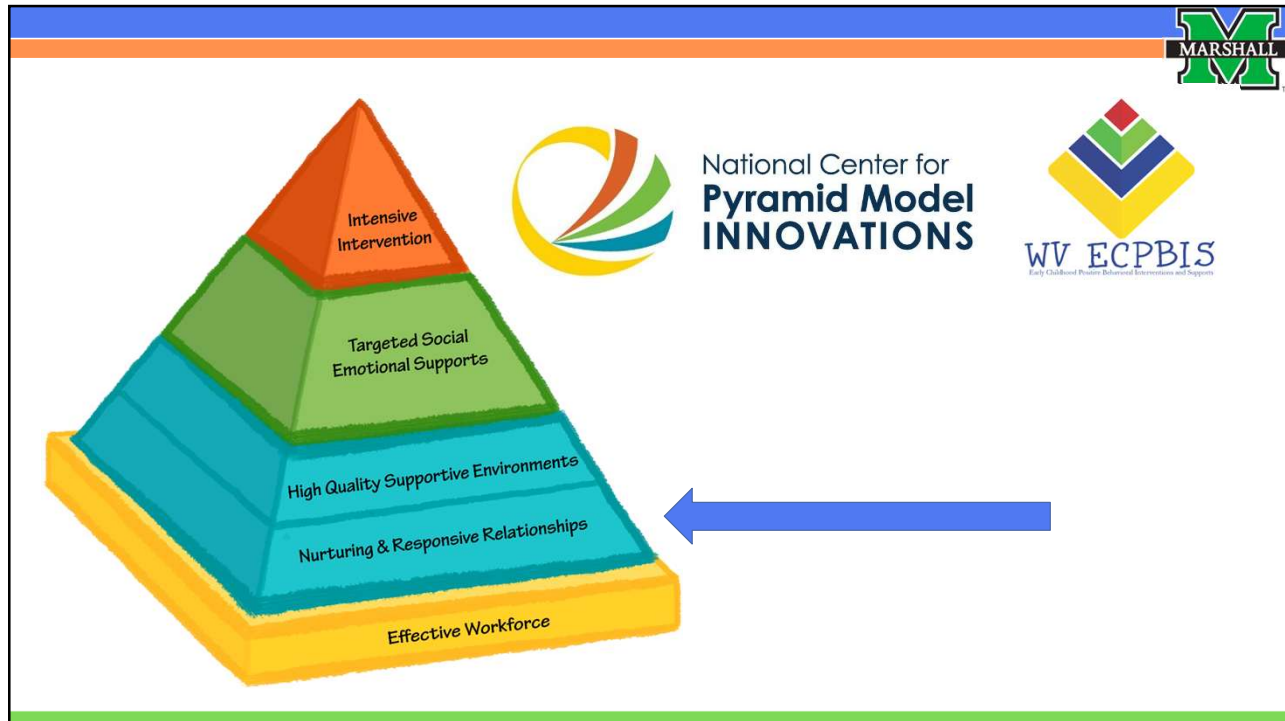 MARSHALL
Intensive
Intervention
Targeted Social
Emotional Supports
High Quality Supportive Environments
Nurturing & Responsive Relationships
Effective Workforce
National Center for
Pyramid Model
INNOVATIONS
WV ECPBIS
Early Childhood Positive Behavioral Interventions and Supports